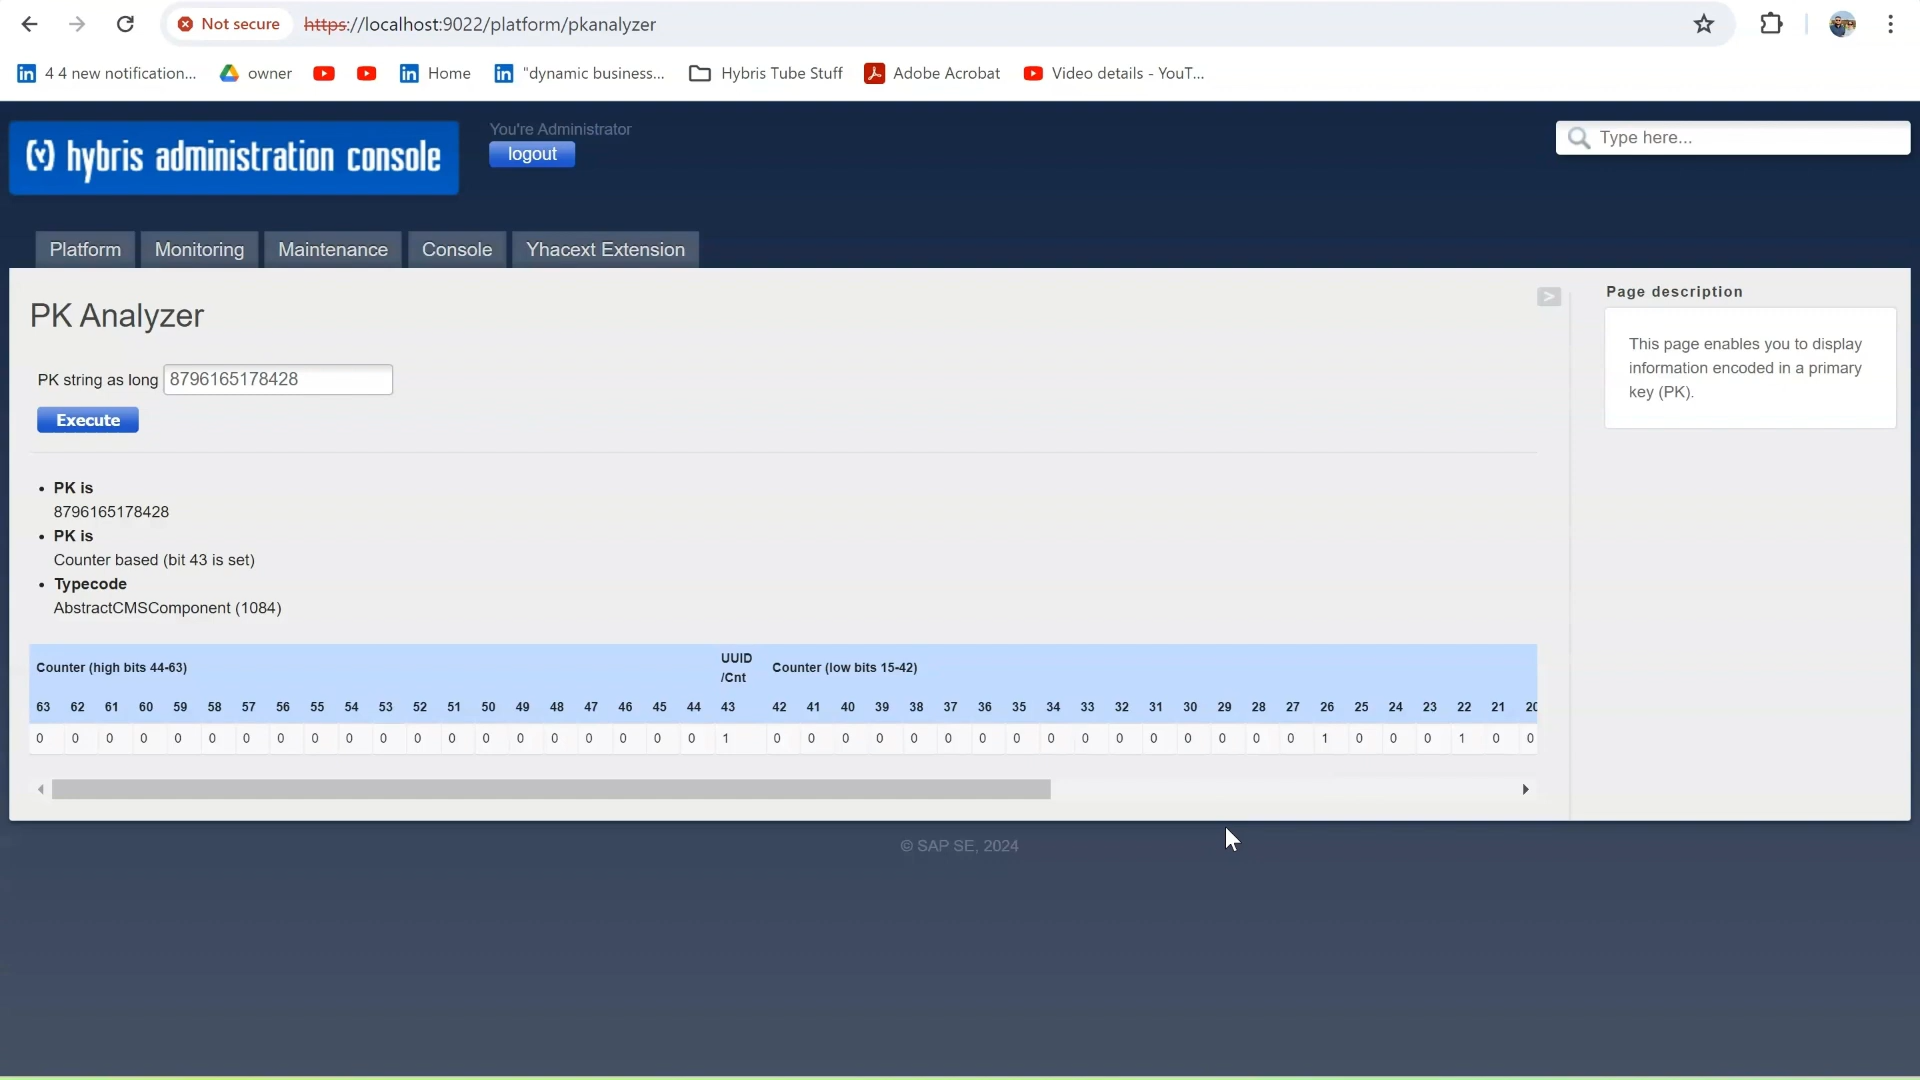 Not secure https://localhost:9022/platform/pkanalyzer
4 4 new notification... owner Home "dynamic business... Hybris Tube Stuff Adobe Acrobat Video details - YouT...
You're Administrator
hybris administration console
logout
Type here...
Platform Monitoring Maintenance Console Yhacext Extension
PK Analyzer
PK string as long 8796165178428
Execute
PK is
8796165178428
PK is
Counter based (bit 43 is set)
Typecode
AbstractCMSComponent (1084)
Counter (high bits 44-63) UUID /Cnt Counter (low bits 15-42)
63 62 61 60 59 58 57 56 55 54 53 52 51 50 49 48 47 46 45 44 43 42 41 40 39 38 37 36 35 34 33 32 31 30 29 28 27 26 25 24 23 22 21 20
0 0 0 0 0 0 0 0 0 0 0 0 0 0 0 0 0 0 0 0 1 0 0 0 0 0 0 0 0 0 0 0 0 0 0 0 0 1 0 0 0 1 0 0
>
Page description
This page enables you to display
information encoded in a primary
key (PK).
© SAP SE, 2024